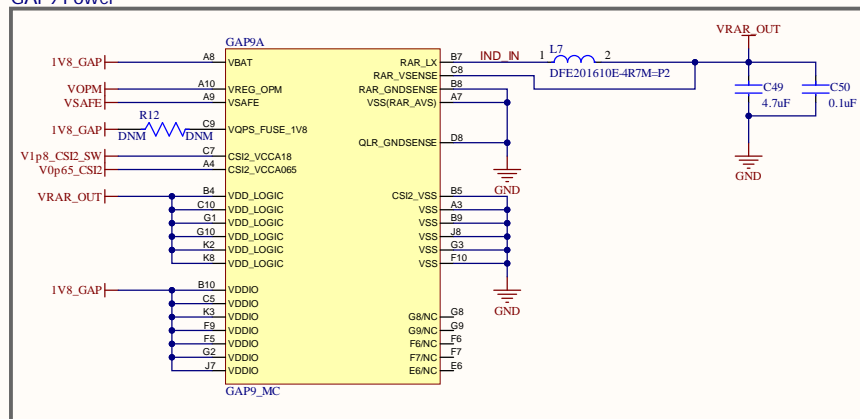 GAP9 Power
GAP9A
1V8_GAP A8 VBAT
VOPM A10 VREG_OPM
VSAFE A9 VSAFE
R12
1V8_GAP DNM DNM C9 VQPS_FUSE_1V8
V1p8_CSI2_SW C7 CSI2_VCCA18
V0p65_CSI2 A4 CSI2_VCCA065
VRAR_OUT B4 VDD_LOGIC
C10 VDD_LOGIC
G1 VDD_LOGIC
G10 VDD_LOGIC
K2 VDD_LOGIC
K8 VDD_LOGIC
1V8_GAP B10 VDDIO
C5 VDDIO
K3 VDDIO
F9 VDDIO
F5 VDDIO
G2 VDDIO
J7 VDDIO
GAP9_MC
RAR_LX B7 IND_IN 1 L7 2
DFE201610E-4R7M=P2
RAR_VSENSE C8
RAR_GNDSENSE B8
VSS(RAR_AVS) A7
QLR_GNDSENSE D8
GND
CSI2_VSS B5
VSS A3
VSS B9
VSS J8
VSS G3
VSS F10
GND
G8/NC G8
G9/NC G9
F6/NC F6
F7/NC F7
E6/NC E6
VRAR_OUT
C49
4.7uF
C50
0.1uF
GND